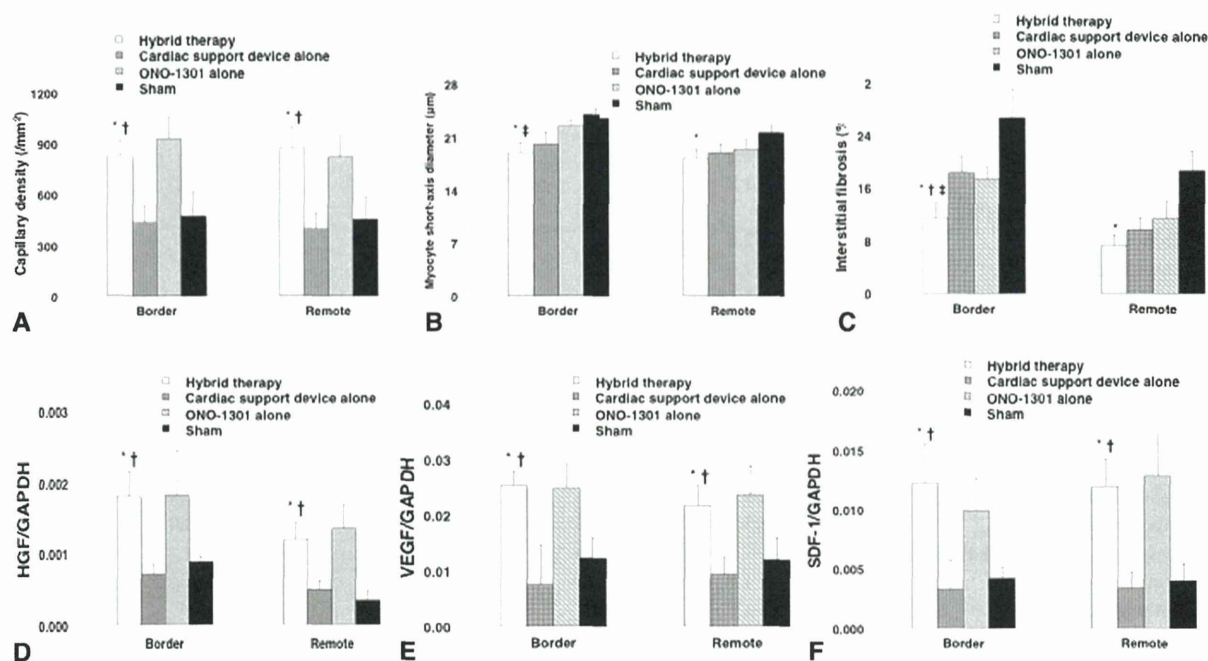 Hybrid therapy
Cardiac support device alone
ONO-1301 alone
Sham
Capillary density (/mm²)
1200
900
600
300
0
* †
* †
Border
Remote
A
Hybrid therapy
Cardiac support device alone
ONO-1301 alone
Sham
Myocyte short-axis diameter (μm)
28
21
14
7
0
* ‡
*
Border
Remote
B
Hybrid therapy
Cardiac support device alone
ONO-1301 alone
Sham
Interstitial fibrosis (%
2
24
16
8
0
* † ‡
*
Border
Remote
C
Hybrid therapy
Cardiac support device alone
ONO-1301 alone
Sham
HGF/GAPDH
0.003
0.002
0.001
0.000
* †
* †
Border
Remote
D
Hybrid therapy
Cardiac support device alone
ONO-1301 alone
Sham
VEGF/GAPDH
0.04
0.03
0.02
0.01
0.00
* †
* †
Border
Remote
E
Hybrid therapy
Cardiac support device alone
ONO-1301 alone
Sham
SDF-1/GAPDH
0.020
0.015
0.010
0.005
0.000
* †
* †
Border
Remote
F